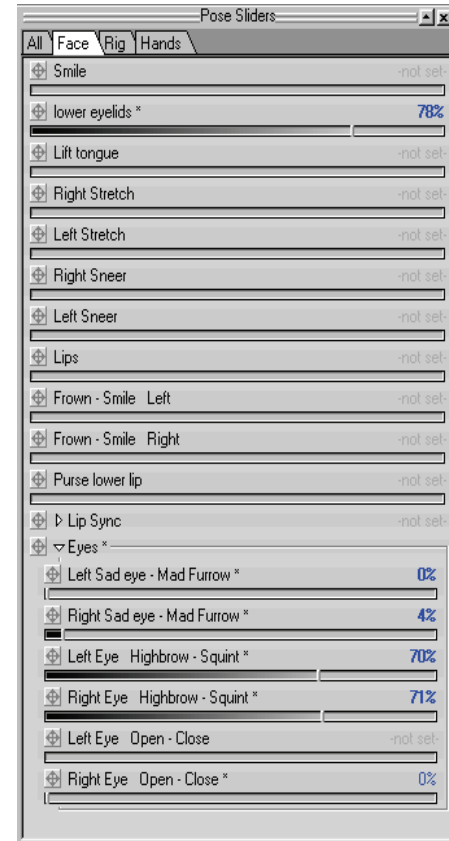 Pose Sliders
All Face Rig Hands
Smile -not set-
lower eyelids * 78%
Lift tongue -not set-
Right Stretch -not set-
Left Stretch -not set-
Right Sneer -not set-
Left Sneer -not set-
Lips -not set-
Frown - Smile Left -not set-
Frown - Smile Right -not set-
Purse lower lip -not set-
Lip Sync -not set-
Eyes *
Left Sad eye - Mad Furrow * 0%
Right Sad eye - Mad Furrow * 4%
Left Eye Highbrow - Squint * 70%
Right Eye Highbrow - Squint * 71%
Left Eye Open - Close -not set-
Right Eye Open - Close * 0%